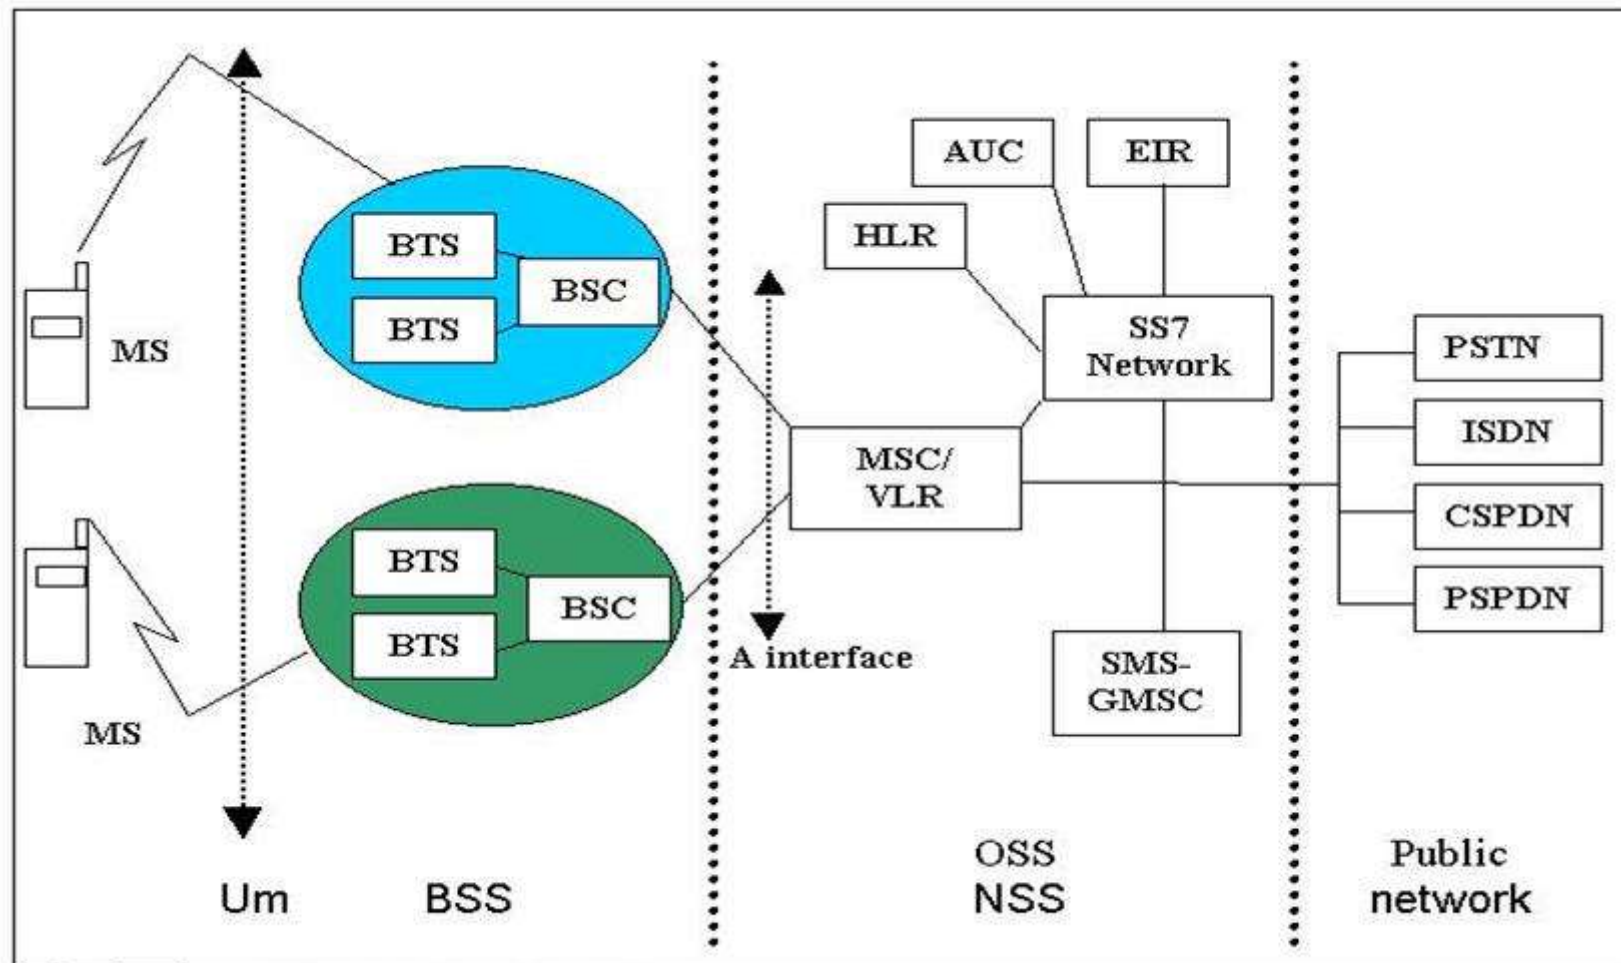 AUC
EIR
HLR
BTS
BSC
BTS
MS
SS7
Network
PSTN
ISDN
CSPDN
PSPDN
MSC/
VLR
BTS
BSC
BTS
MS
A interface
SMS-
GMSC
Um
BSS
OSS
NSS
Public
network